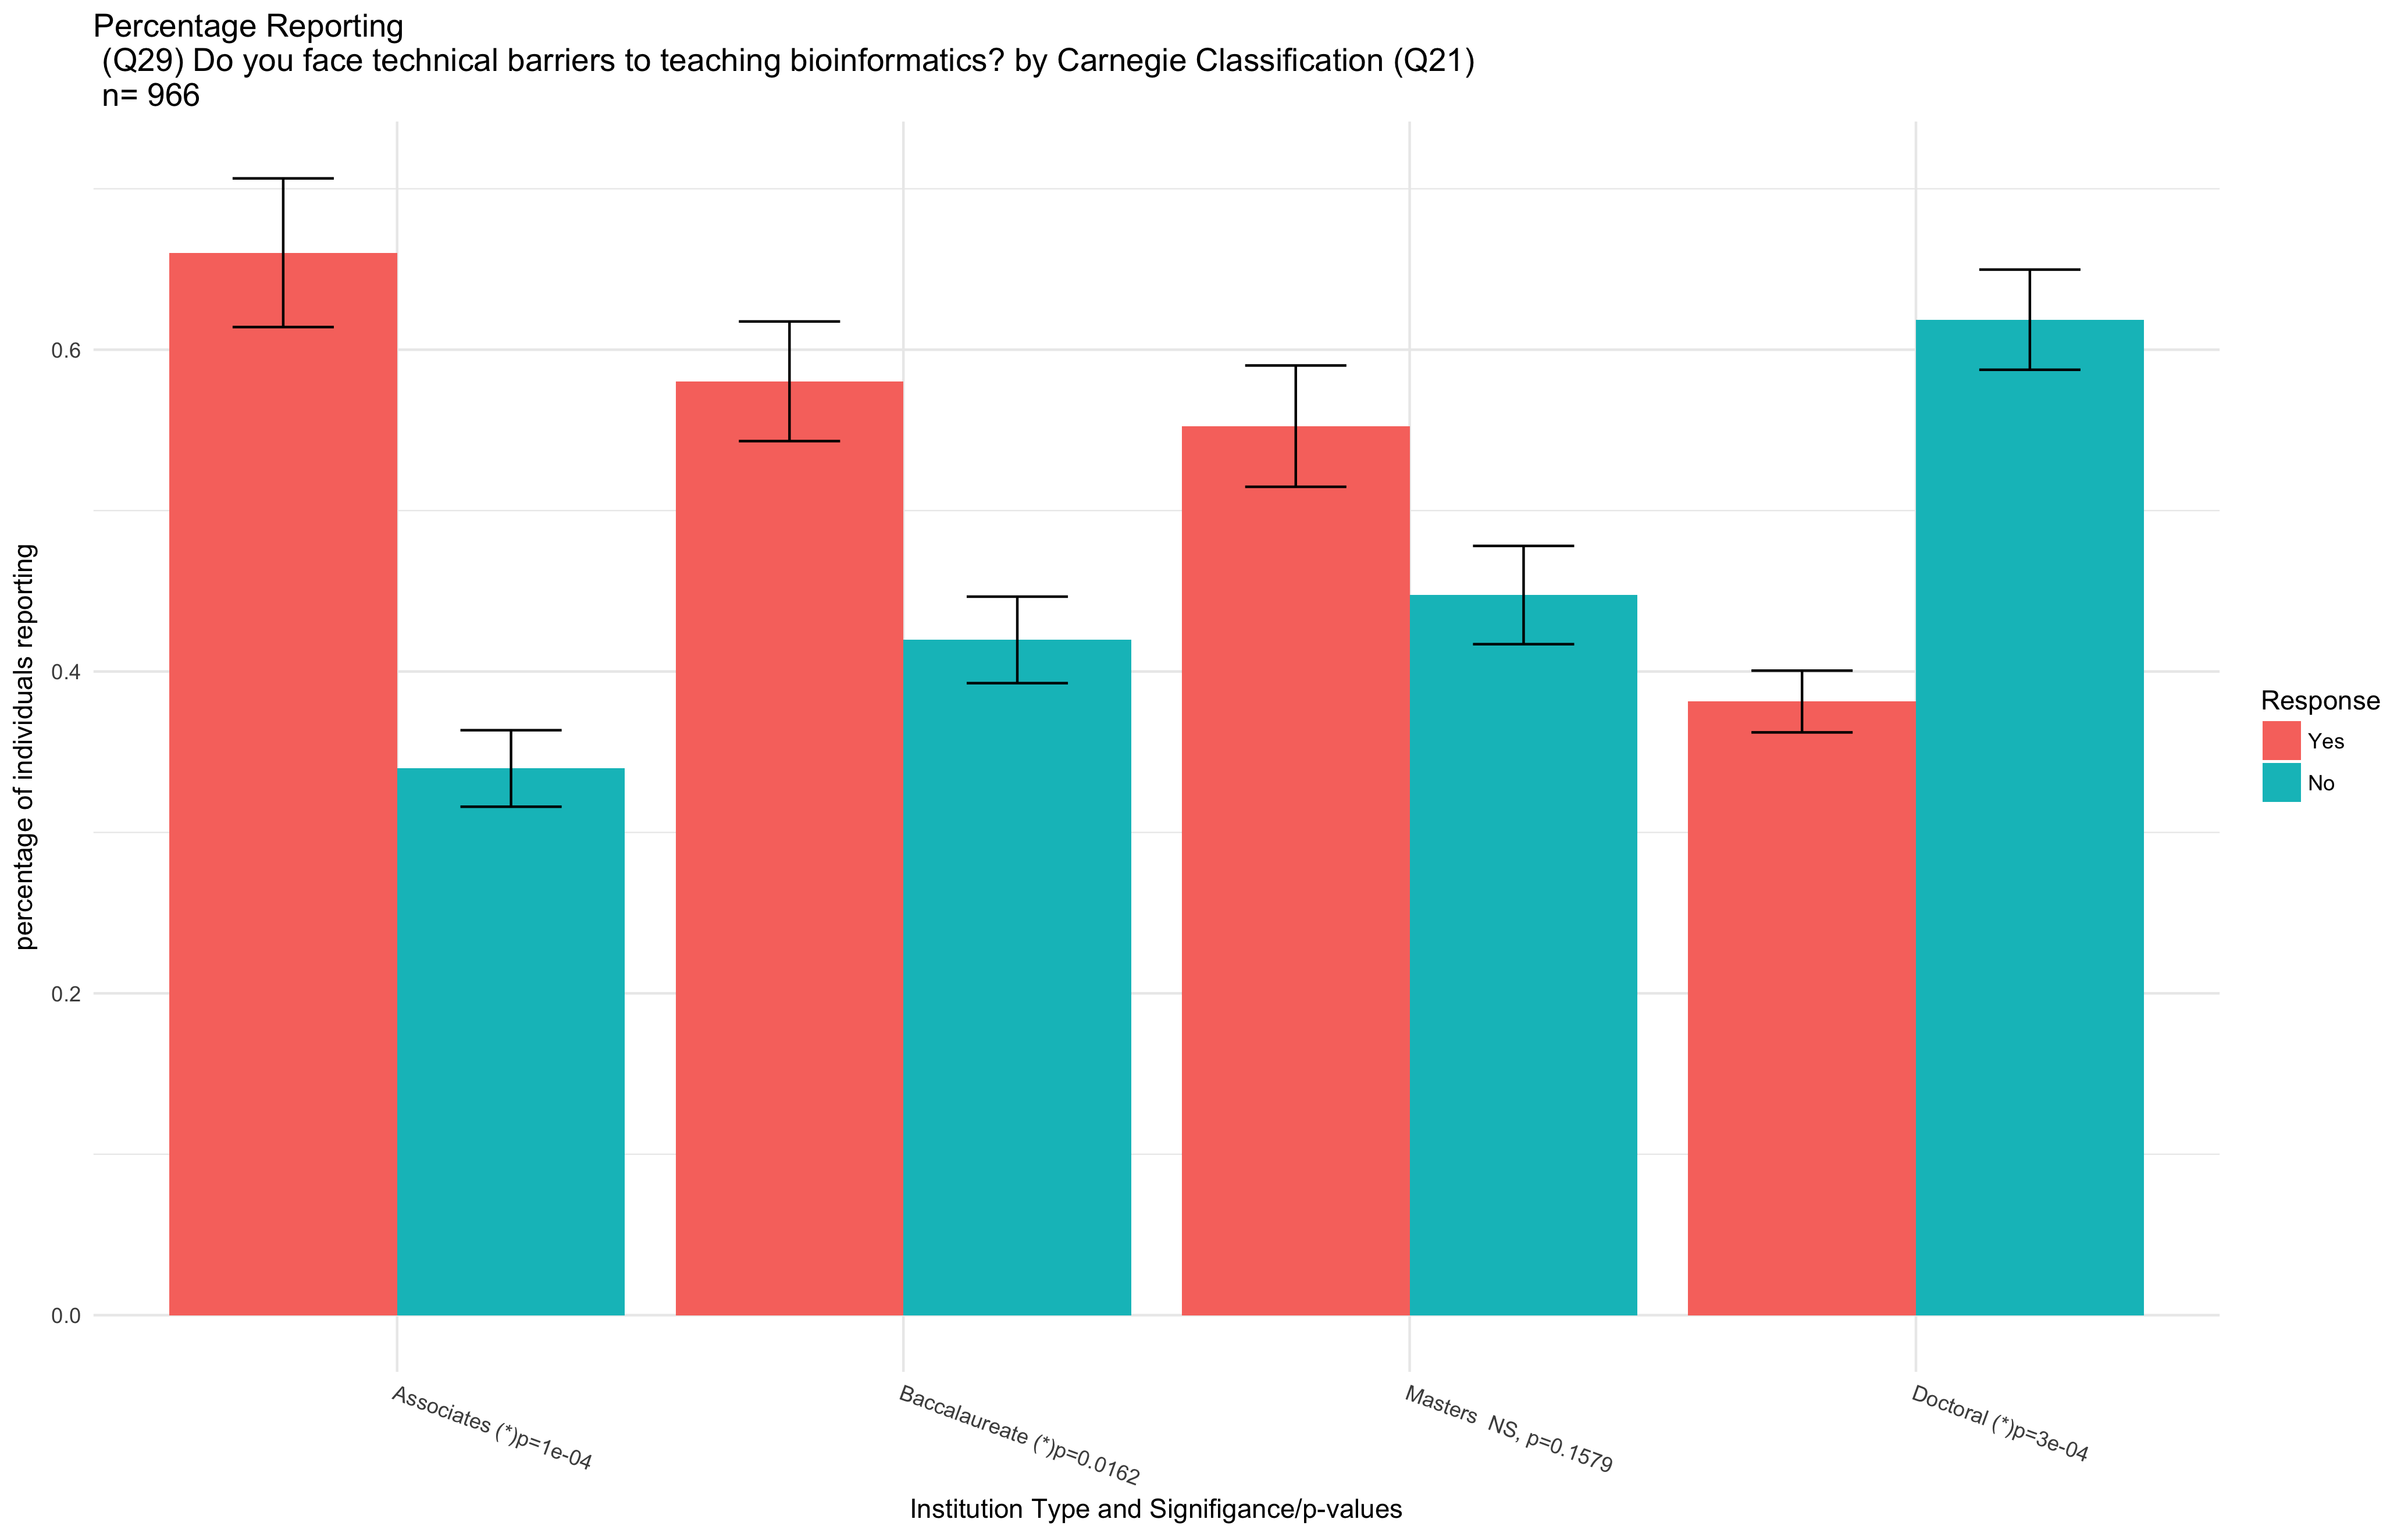 Percentage Reporting
(Q29) Do you face technical barriers to teaching bioinformatics? by Carnegie Classification (Q21)
n= 966
percentage of individuals reporting
0.6
0.4
0.2
0.0
Associates (*)p=1e-04
Baccalaureate (*)p=0.0162
Masters  NS, p=0.1579
Doctoral (*)p=3e-04
Institution Type and Signifigance/p-values
Response
Yes
No